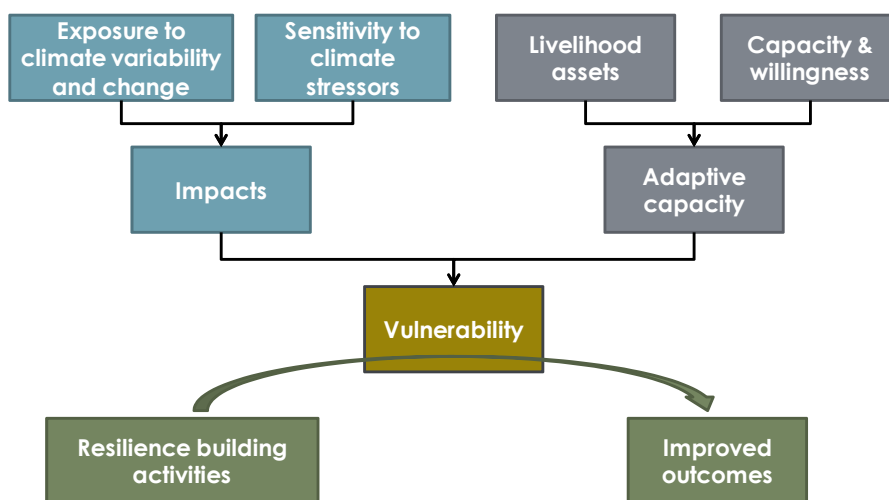 Exposure to
climate variability
and change
Sensitivity to
climate
stressors
Livelihood
assets
Capacity &
willingness
Impacts
Adaptive
capacity
Vulnerability
Resilience building
activities
Improved
outcomes